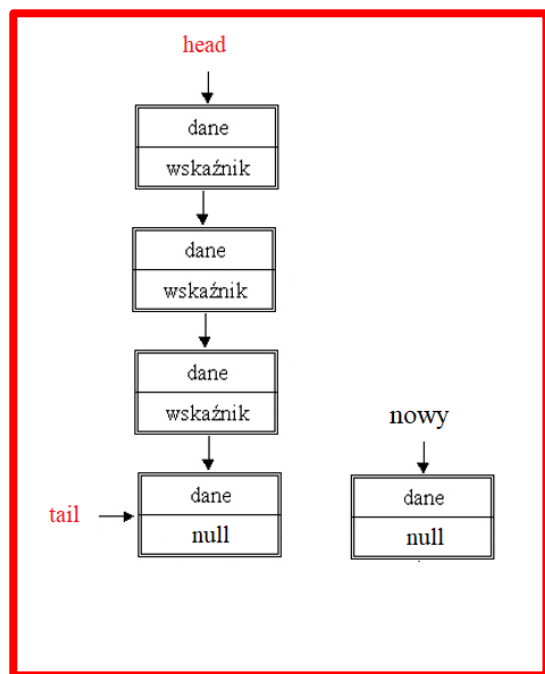 head
dane
wskaźnik
dane
wskaźnik
dane
wskaźnik
nowy
dane
null
tail
dane
null